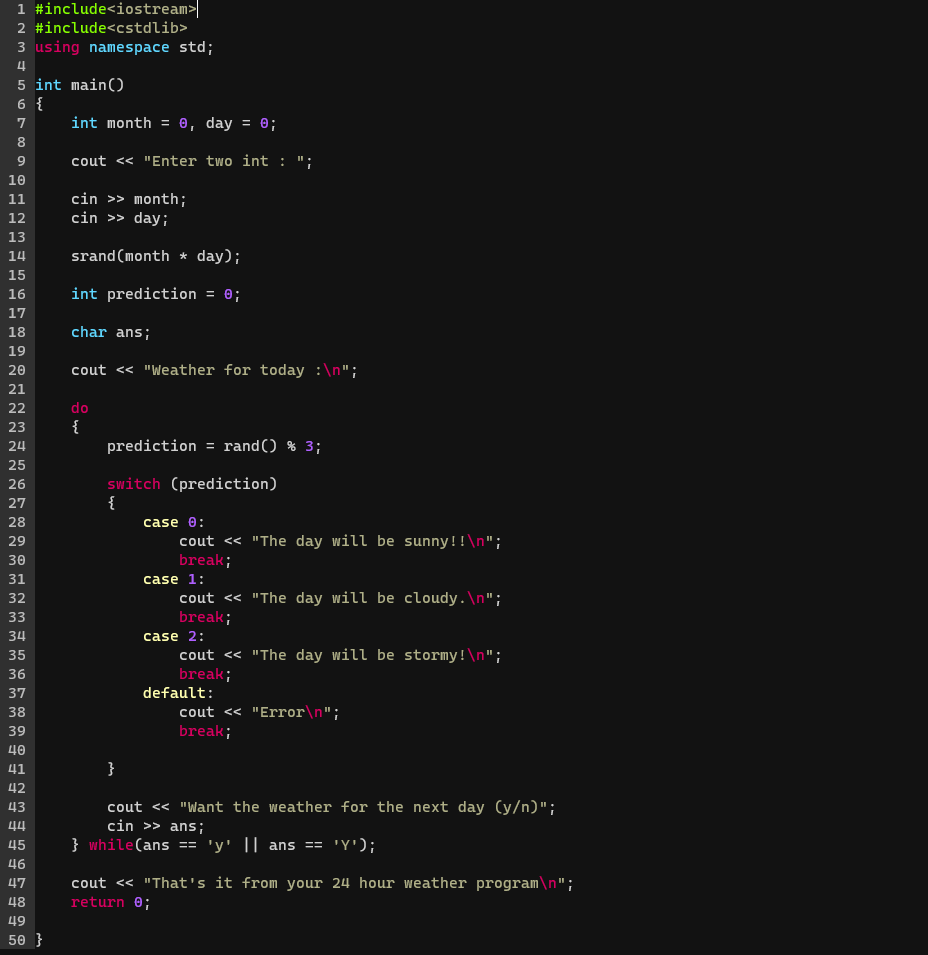 1 #include<iostream>
2 #include<cstdlib>
3 using namespace std;
4
5 int main()
6 {
7     int month = 0, day = 0;
8
9     cout << "Enter two int : ";
10
11     cin >> month;
12     cin >> day;
13
14     srand(month * day);
15
16     int prediction = 0;
17
18     char ans;
19
20     cout << "Weather for today :\n";
21
22     do
23     {
24         prediction = rand() % 3;
25
26         switch (prediction)
27         {
28             case 0:
29                 cout << "The day will be sunny!!\n";
30                 break;
31             case 1:
32                 cout << "The day will be cloudy.\n";
33                 break;
34             case 2:
35                 cout << "The day will be stormy!\n";
36                 break;
37             default:
38                 cout << "Error\n";
39                 break;
40
41         }
42
43         cout << "Want the weather for the next day (y/n)";
44         cin >> ans;
45     } while(ans == 'y' || ans == 'Y');
46
47     cout << "That's it from your 24 hour weather program\n";
48     return 0;
49
50 }